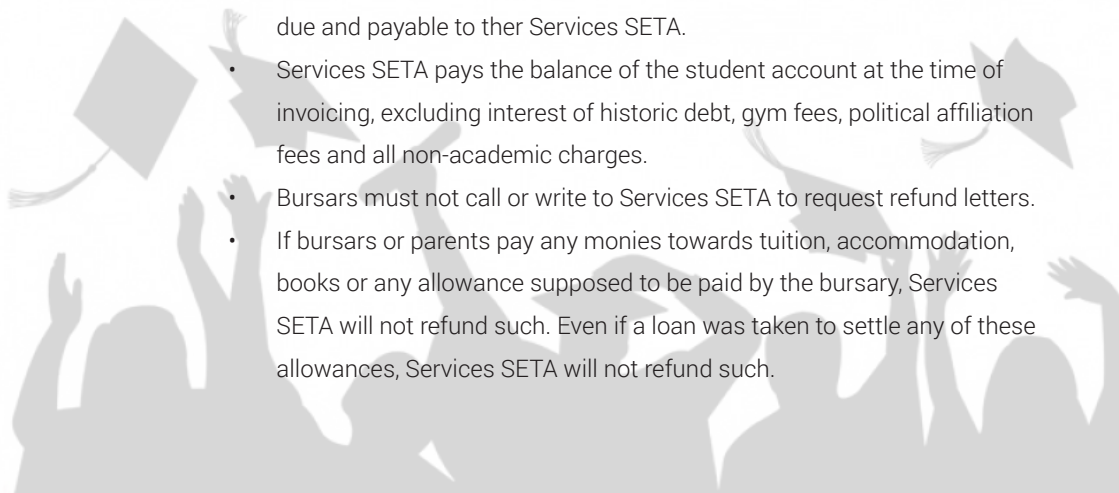 due and payable to ther Services SETA.
• Services SETA pays the balance of the student account at the time of
invoicing, excluding interest of historic debt, gym fees, political affiliation
fees and all non-academic charges.
• Bursars must not call or write to Services SETA to request refund letters.
• If bursars or parents pay any monies towards tuition, accommodation,
books or any allowance supposed to be paid by the bursary, Services
SETA will not refund such. Even if a loan was taken to settle any of these
allowances, Services SETA will not refund such.